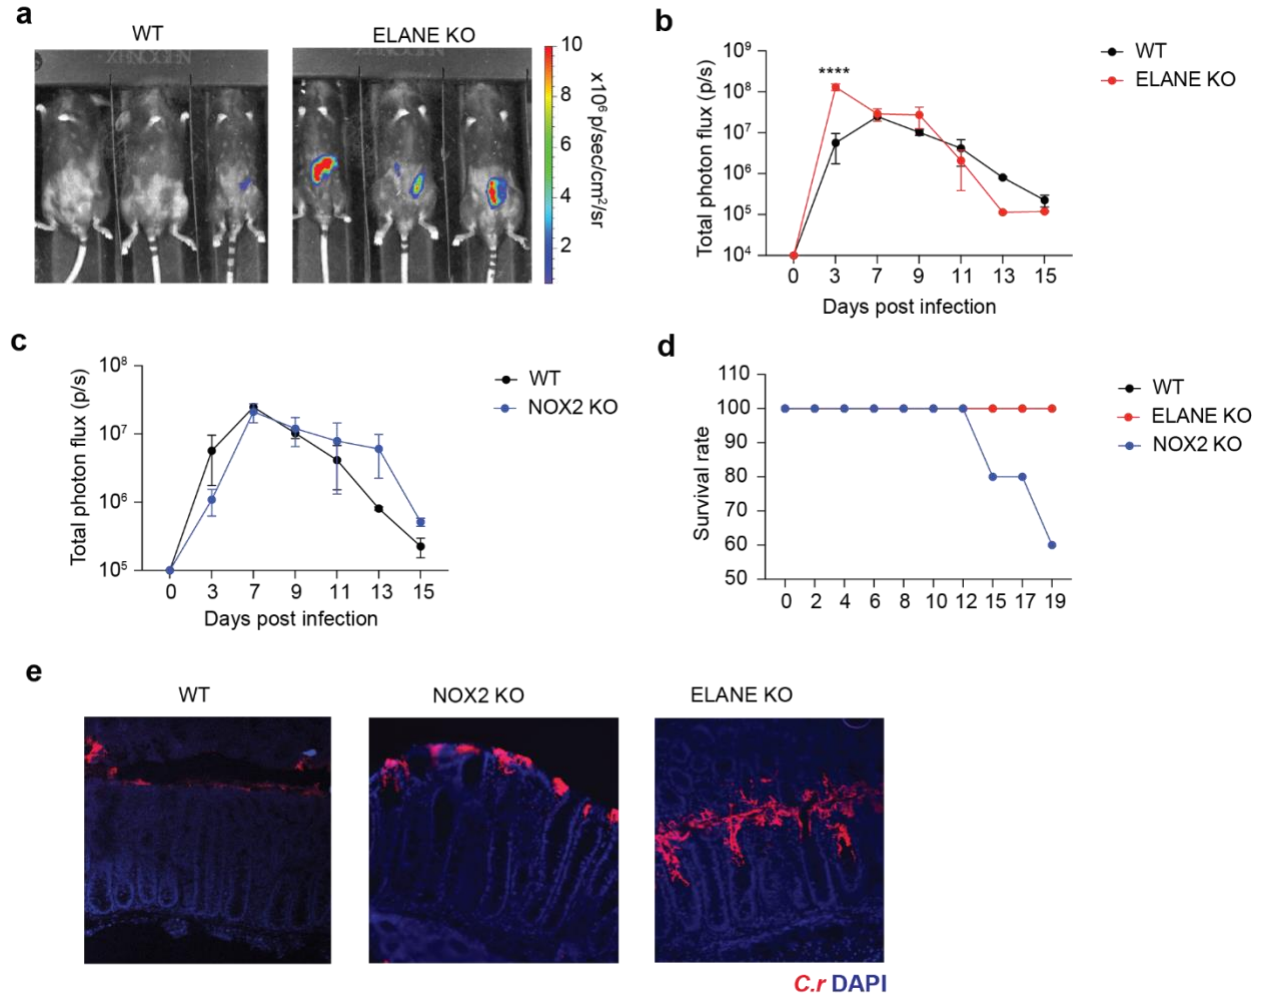 a
WT
ELANE KO
10
8
6
4
2
x10⁶ p/sec/cm²/sr
b
Total photon flux (p/s)
10⁹
10⁸
10⁷
10⁶
10⁵
10⁴
****
0 3 7 9 11 13 15
Days post infection
WT
ELANE KO
c
Total photon flux (p/s)
10⁸
10⁷
10⁶
10⁵
0 3 7 9 11 13 15
Days post infection
WT
NOX2 KO
d
Survival rate
110
100
90
80
70
60
50
0 2 4 6 8 10 12 15 17 19
WT
ELANE KO
NOX2 KO
e
WT
NOX2 KO
ELANE KO
C.r DAPI